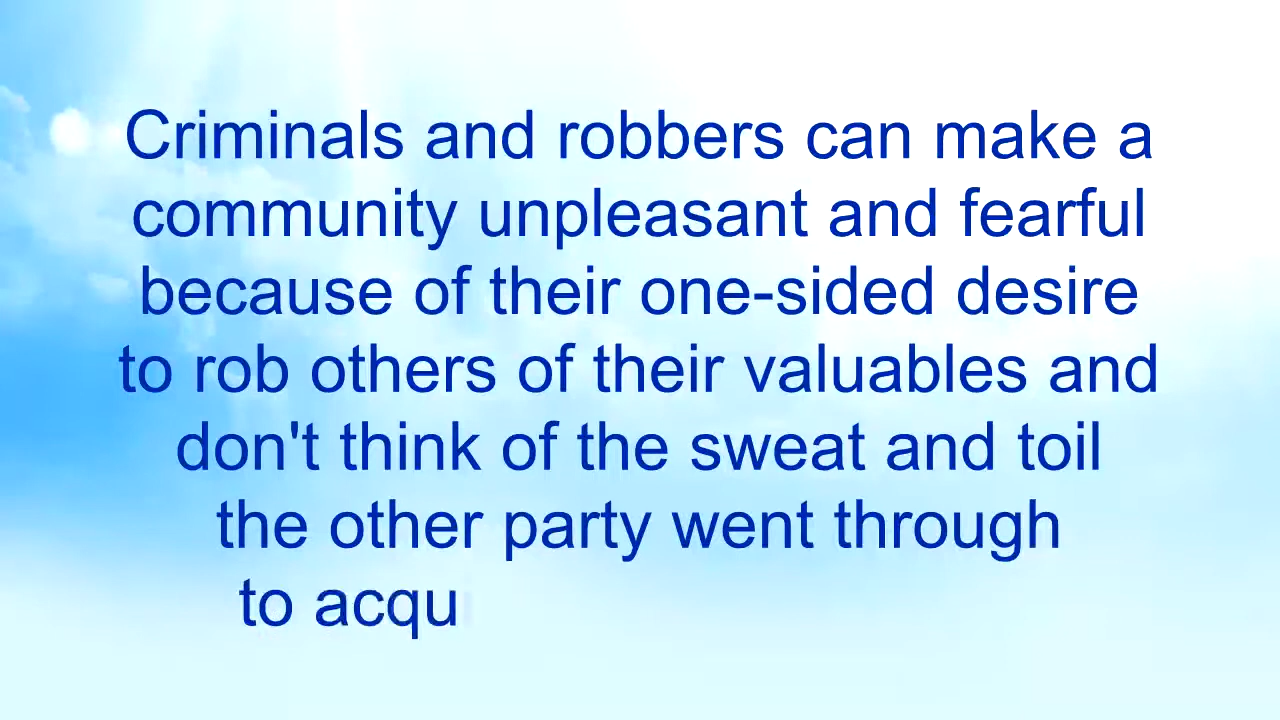 Criminals and robbers can make a
community unpleasant and fearful
because of their one-sided desire
to rob others of their valuables and
don't think of the sweat and toil
the other party went through
to acqu